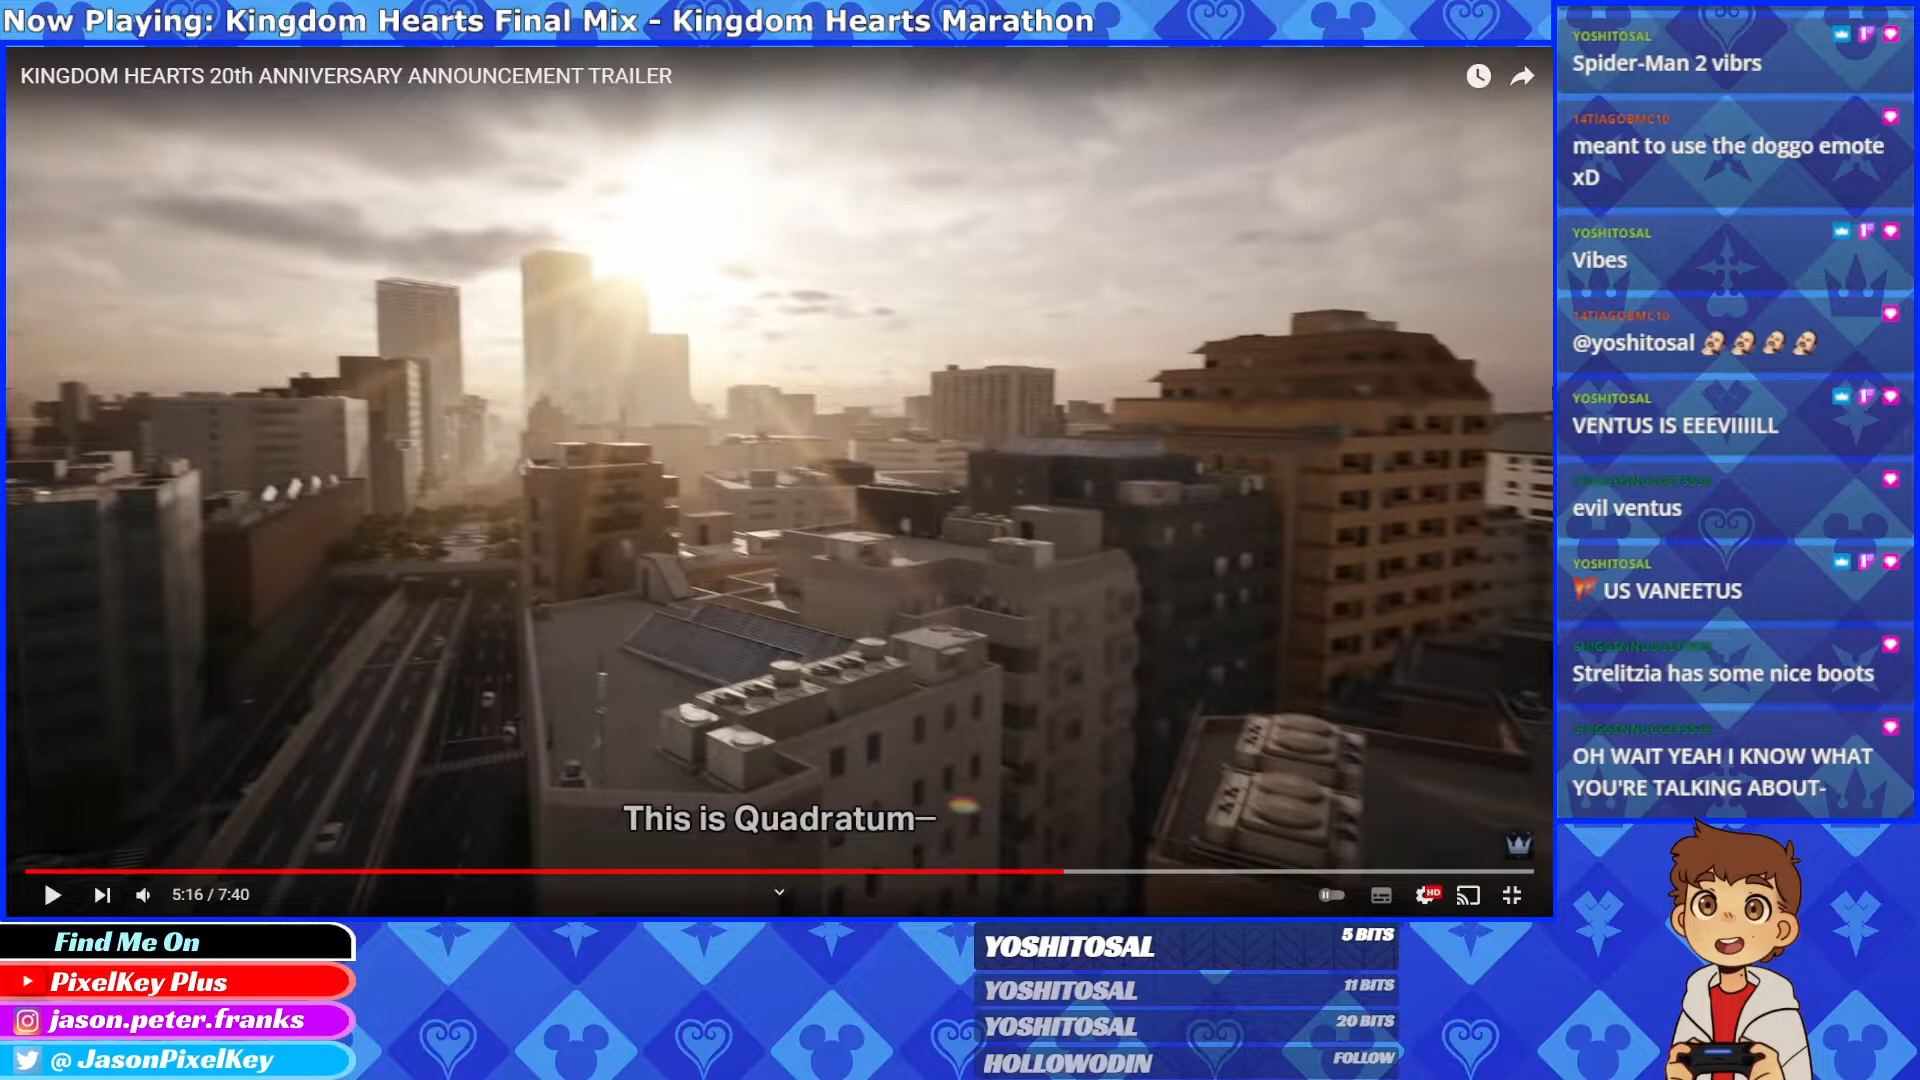 Now Playing: Kingdom Hearts Final Mix - Kingdom Hearts Marathon
KINGDOM HEARTS 20th ANNIVERSARY ANNOUNCEMENT TRAILER
This is Quadratum—
5:16 / 7:40
HD
YOSHITOSAL
Spider-Man 2 vibrs
14TIAGOBMC10
meant to use the doggo emote
xD
YOSHITOSAL
Vibes
14TIAGOBMC10
@yoshitosal
YOSHITOSAL
VENTUS IS EEEVIIIILL
evil ventus
YOSHITOSAL
US VANEETUS
Strelitzia has some nice boots
OH WAIT YEAH I KNOW WHAT
YOU'RE TALKING ABOUT-
Find Me On
PixelKey Plus
jason.peter.franks
@JasonPixelKey
YOSHITOSAL 5 BITS
YOSHITOSAL 11 BITS
YOSHITOSAL 20 BITS
HOLLOWODIN FOLLOW